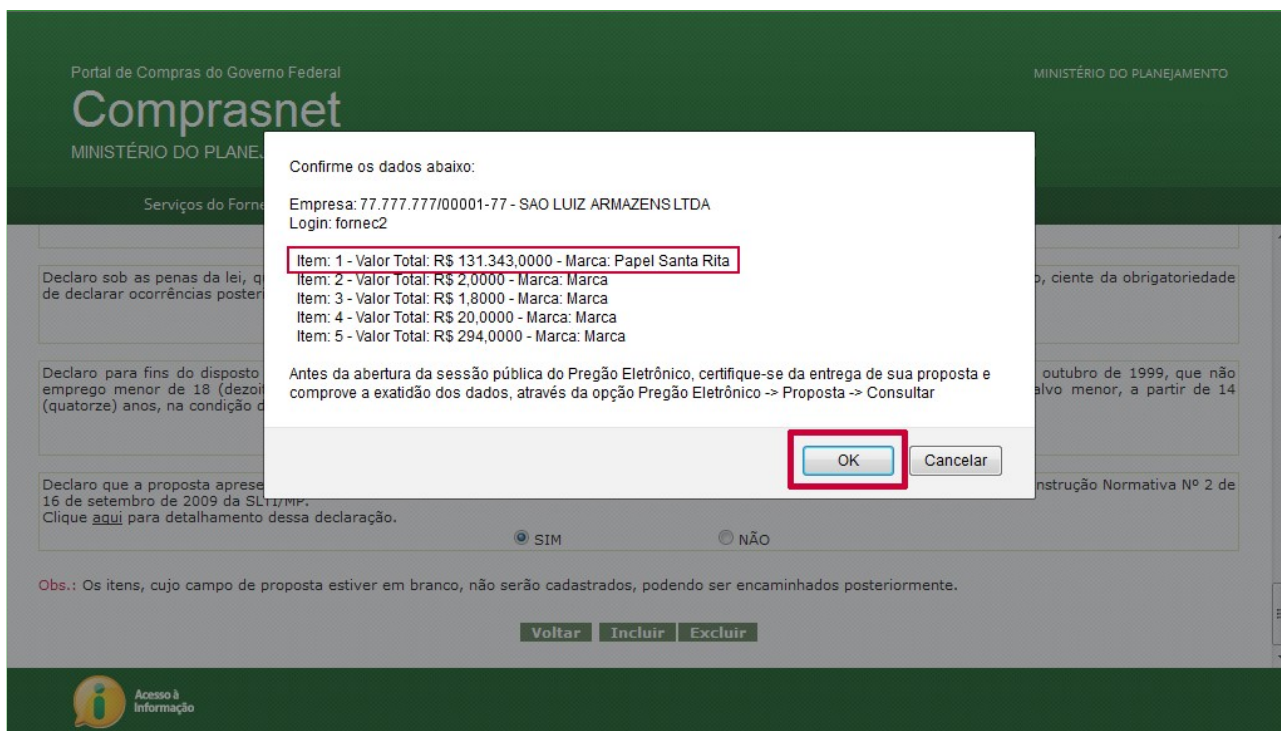 Portal de Compras do Governo Federal
MINISTÉRIO DO PLANEJAMENTO
Comprasnet
MINISTÉRIO DO PLANEJ
Serviços do Forne
Confirme os dados abaixo:
Empresa: 77.777.777/00001-77 - SAO LUIZ ARMAZENS LTDA
Login: fornec2
Item: 1 - Valor Total: R$ 131.343,0000 - Marca: Papel Santa Rita
Item: 2 - Valor Total: R$ 2,0000 - Marca: Marca
Item: 3 - Valor Total: R$ 1,8000 - Marca: Marca
Item: 4 - Valor Total: R$ 20,0000 - Marca: Marca
Item: 5 - Valor Total: R$ 294,0000 - Marca: Marca
Antes da abertura da sessão pública do Pregão Eletrônico, certifique-se da entrega de sua proposta e
comprove a exatidão dos dados, através da opção Pregão Eletrônico -> Proposta -> Consultar
OK Cancelar
Declaro sob as penas da lei, q o, ciente da obrigatoriedade
de declarar ocorrências posteri
Declaro para fins do disposto outubro de 1999, que não
emprego menor de 18 (dezoit alvo menor, a partir de 14
(quatorze) anos, na condição d
Declaro que a proposta aprese nstrução Normativa Nº 2 de
16 de setembro de 2009 da SLTI/MP.
Clique aqui para detalhamento dessa declaração.
SIM NÃO
Obs.: Os itens, cujo campo de proposta estiver em branco, não serão cadastrados, podendo ser encaminhados posteriormente.
Voltar Incluir Excluir
Acesso à
Informação